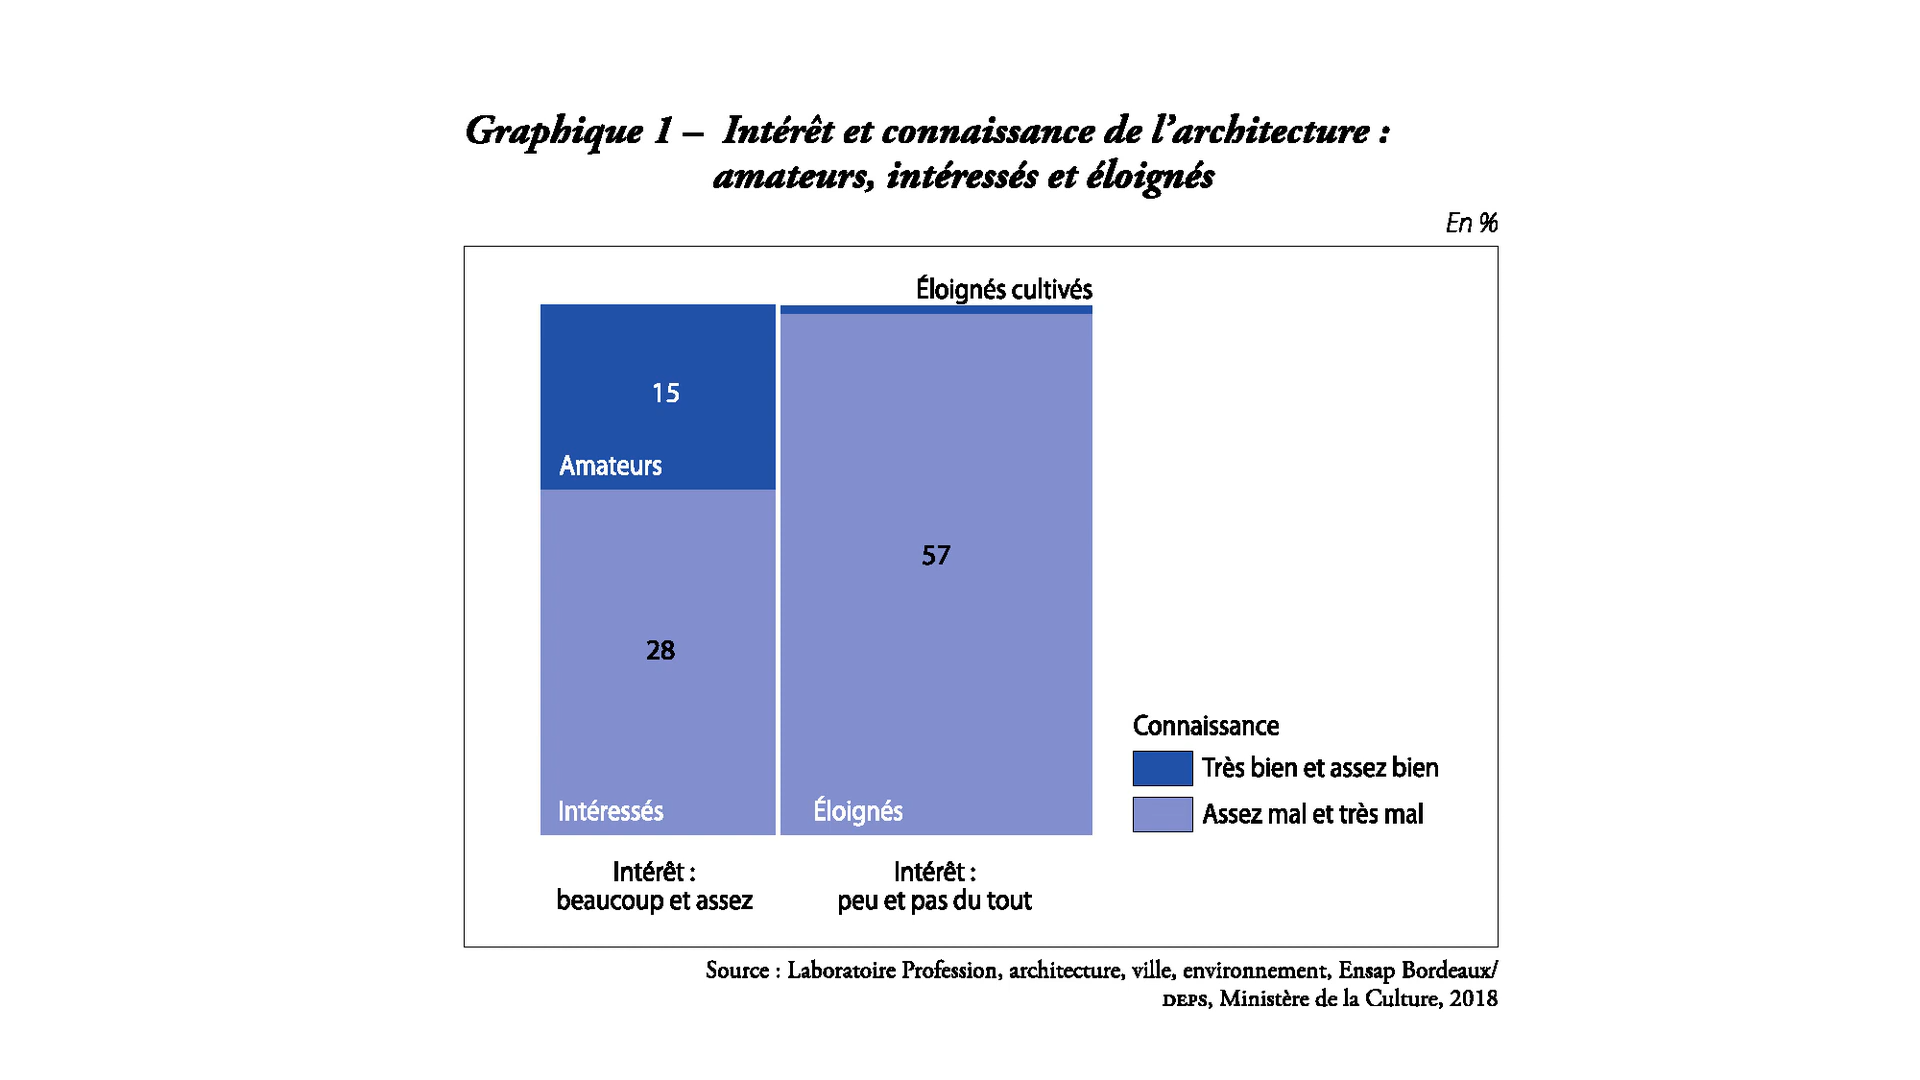 Graphique 1 – Intérêt et connaissance de l’architecture :
amateurs, intéressés et éloignés
En %
Éloignés cultivés
15
Amateurs
57
28
Intéressés
Éloignés
Connaissance
Très bien et assez bien
Assez mal et très mal
Intérêt :
beaucoup et assez
Intérêt :
peu et pas du tout
Source : Laboratoire Profession, architecture, ville, environnement, Ensap Bordeaux/
DEPS, Ministère de la Culture, 2018